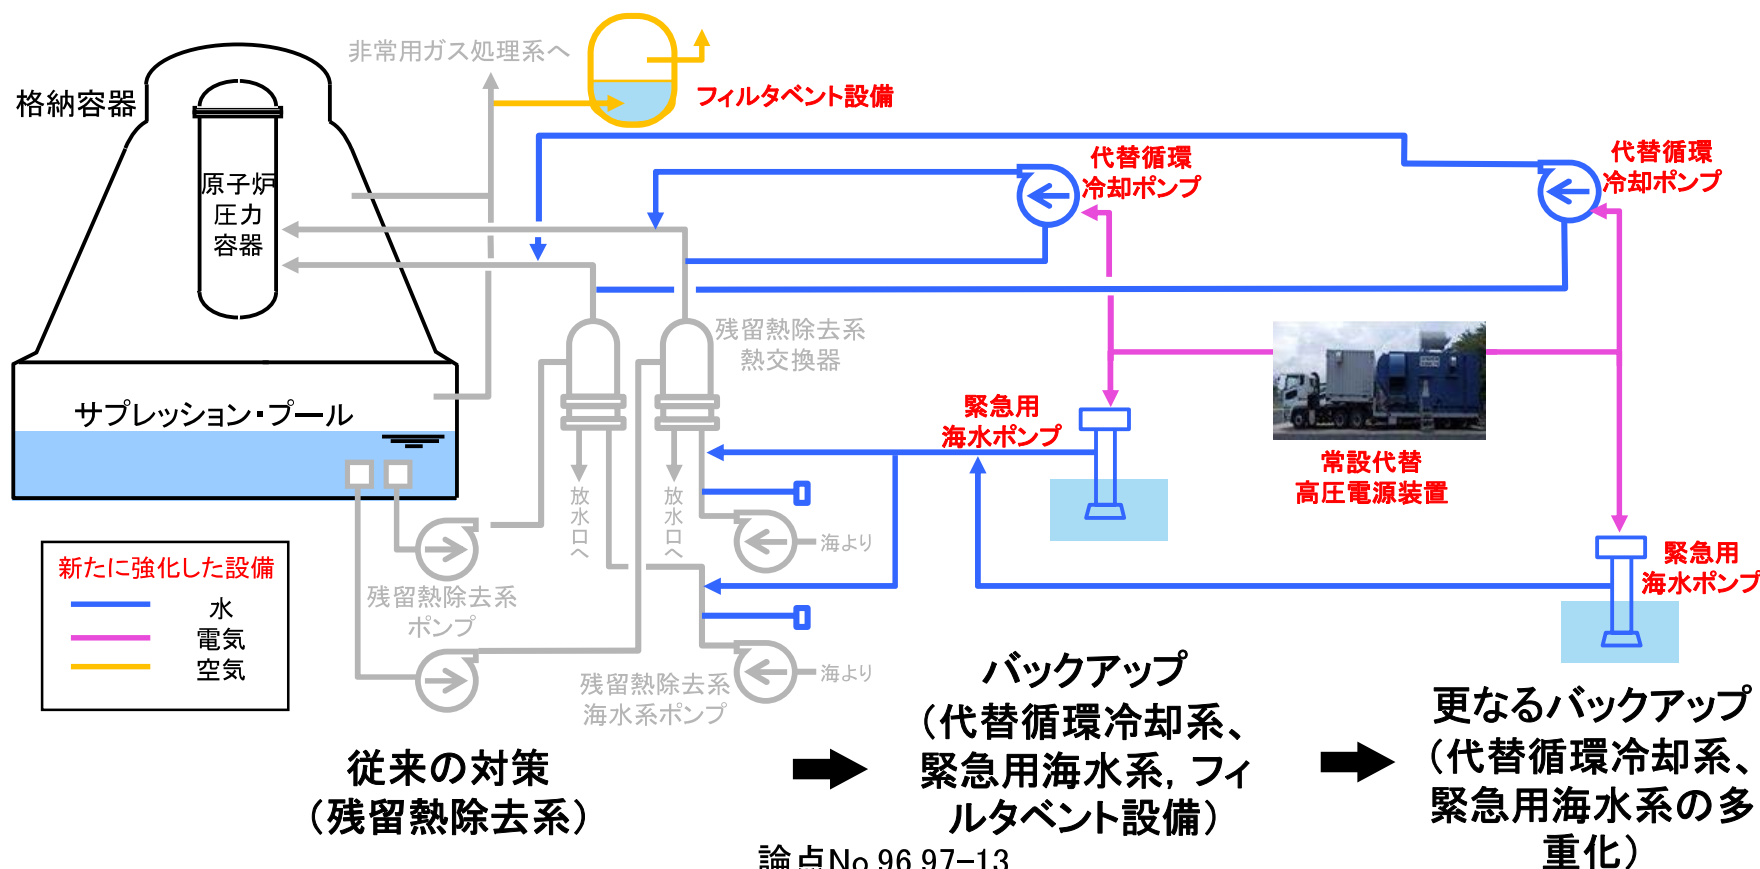 非常用ガス処理系へ
格納容器
フィルタベント設備
原子炉
圧力
容器
代替循環
冷却ポンプ
代替循環
冷却ポンプ
残留熱除去系
熱交換器
サプレッション・プール
緊急用
海水ポンプ
常設代替
高圧電源装置
放水口へ
放水口へ
海より
緊急用
海水ポンプ
新たに強化した設備
水
電気
空気
残留熱除去系
ポンプ
海より
残留熱除去系
海水系ポンプ
従来の対策
（残留熱除去系）
バックアップ
（代替循環冷却系、
緊急用海水系，フィ
ルタベント設備）
更なるバックアップ
（代替循環冷却系、
緊急用海水系の多
重化）
論点No.96,97−13